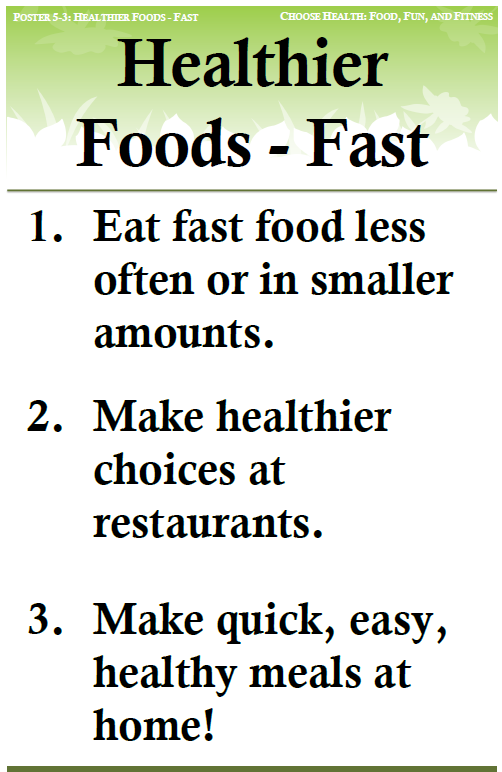 Poster 5-3: Healthier Foods - Fast
Choose Health: Food, Fun, and Fitness
Healthier
Foods - Fast
1. Eat fast food less
often or in smaller
amounts.
2. Make healthier
choices at
restaurants.
3. Make quick, easy,
healthy meals at
home!